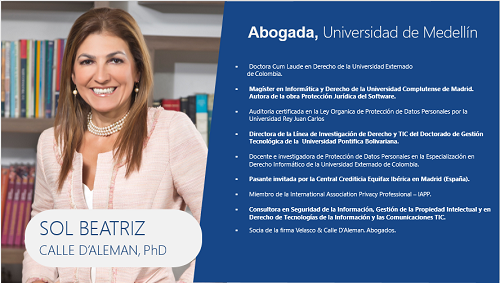 Abogada, Universidad de Medellín
• Doctora Cum Laude en Derecho de la Universidad Externado
de Colombia.
• Magíster en Informática y Derecho de la Universidad Complutense de Madrid.
Autora de la obra Protección Jurídica del Software.
• Auditoria certificada en la Ley Organica de Protección de Datos Personales por la
Universidad Rey Juan Carlos
• Directora de la Línea de Investigación de Derecho y TIC del Doctorado de Gestión
Tecnológica de la Universidad Pontifica Bolivariana.
• Docente e investigadora de Protección de Datos Personales en la Especialización en
Derecho Informático de la Universidad Externado de Colombia.
• Pasante invitada por la Central Crediticia Equifax Ibérica en Madrid (España).
• Miembro de la International Association Privacy Professional – IAPP.
• Consultora en Seguridad de la Información, Gestión de la Propiedad Intelectual y en
Derecho de Tecnologías de la Información y las Comunicaciones TIC.
• Socia de la firma Velasco & Calle D'Aleman. Abogados.
SOL BEATRIZ
CALLE D'ALEMAN, PhD